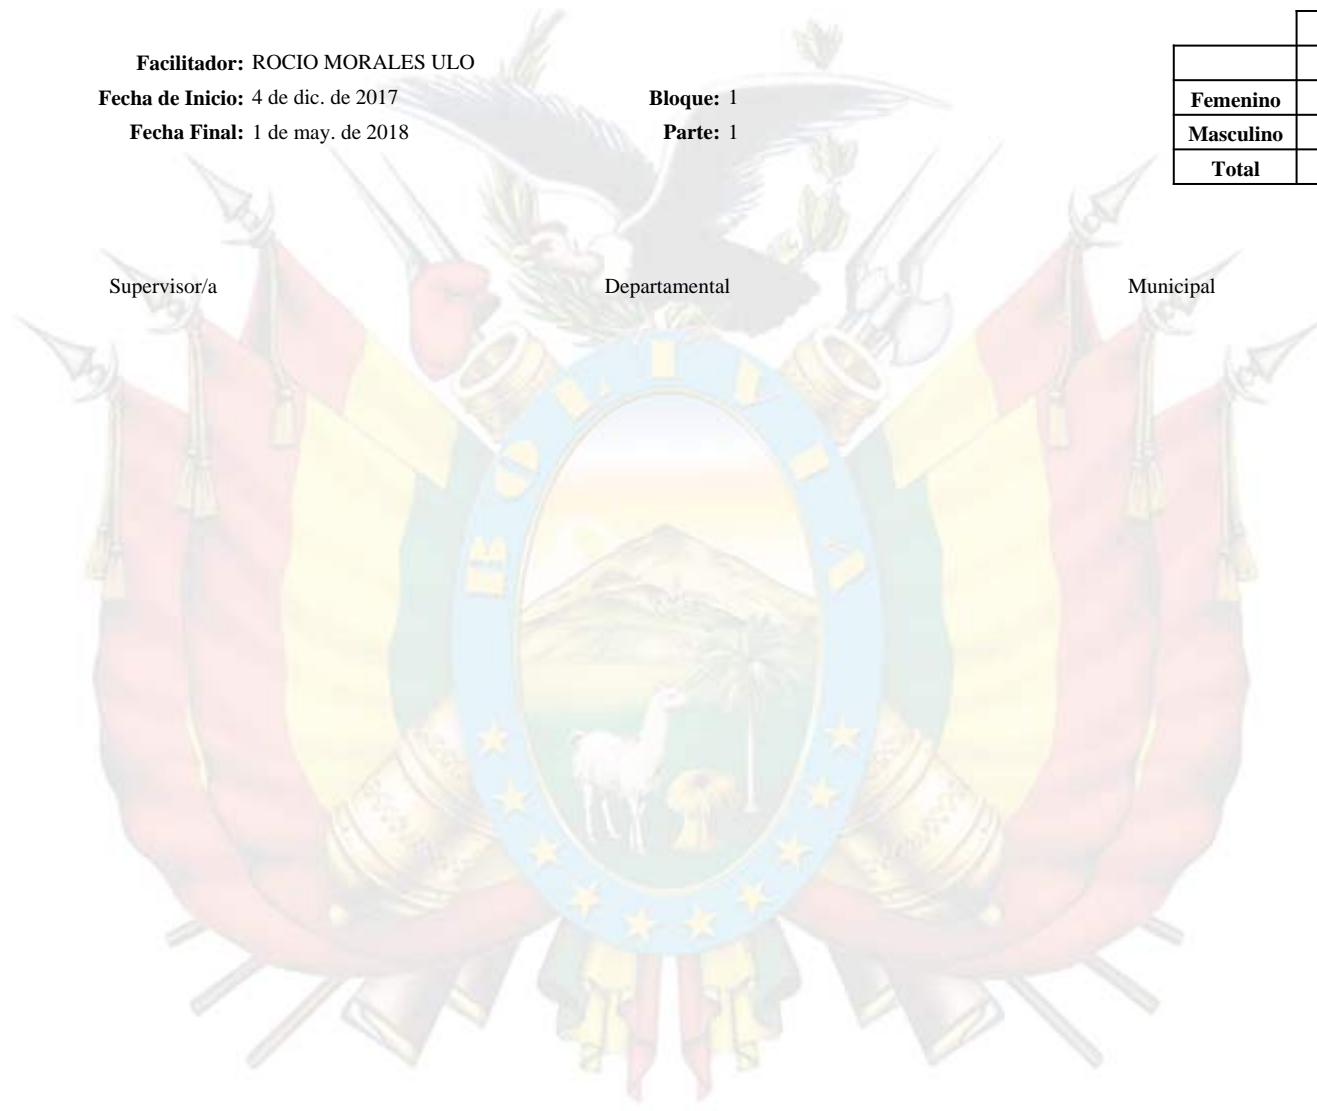 Facilitador: ROCIO MORALES ULO
Fecha de Inicio: 4 de dic. de 2017 Bloque: 1
Fecha Final: 1 de may. de 2018 Parte: 1
Femenino
Masculino
Total
Supervisor/a Departamental Municipal
BOLIVIA